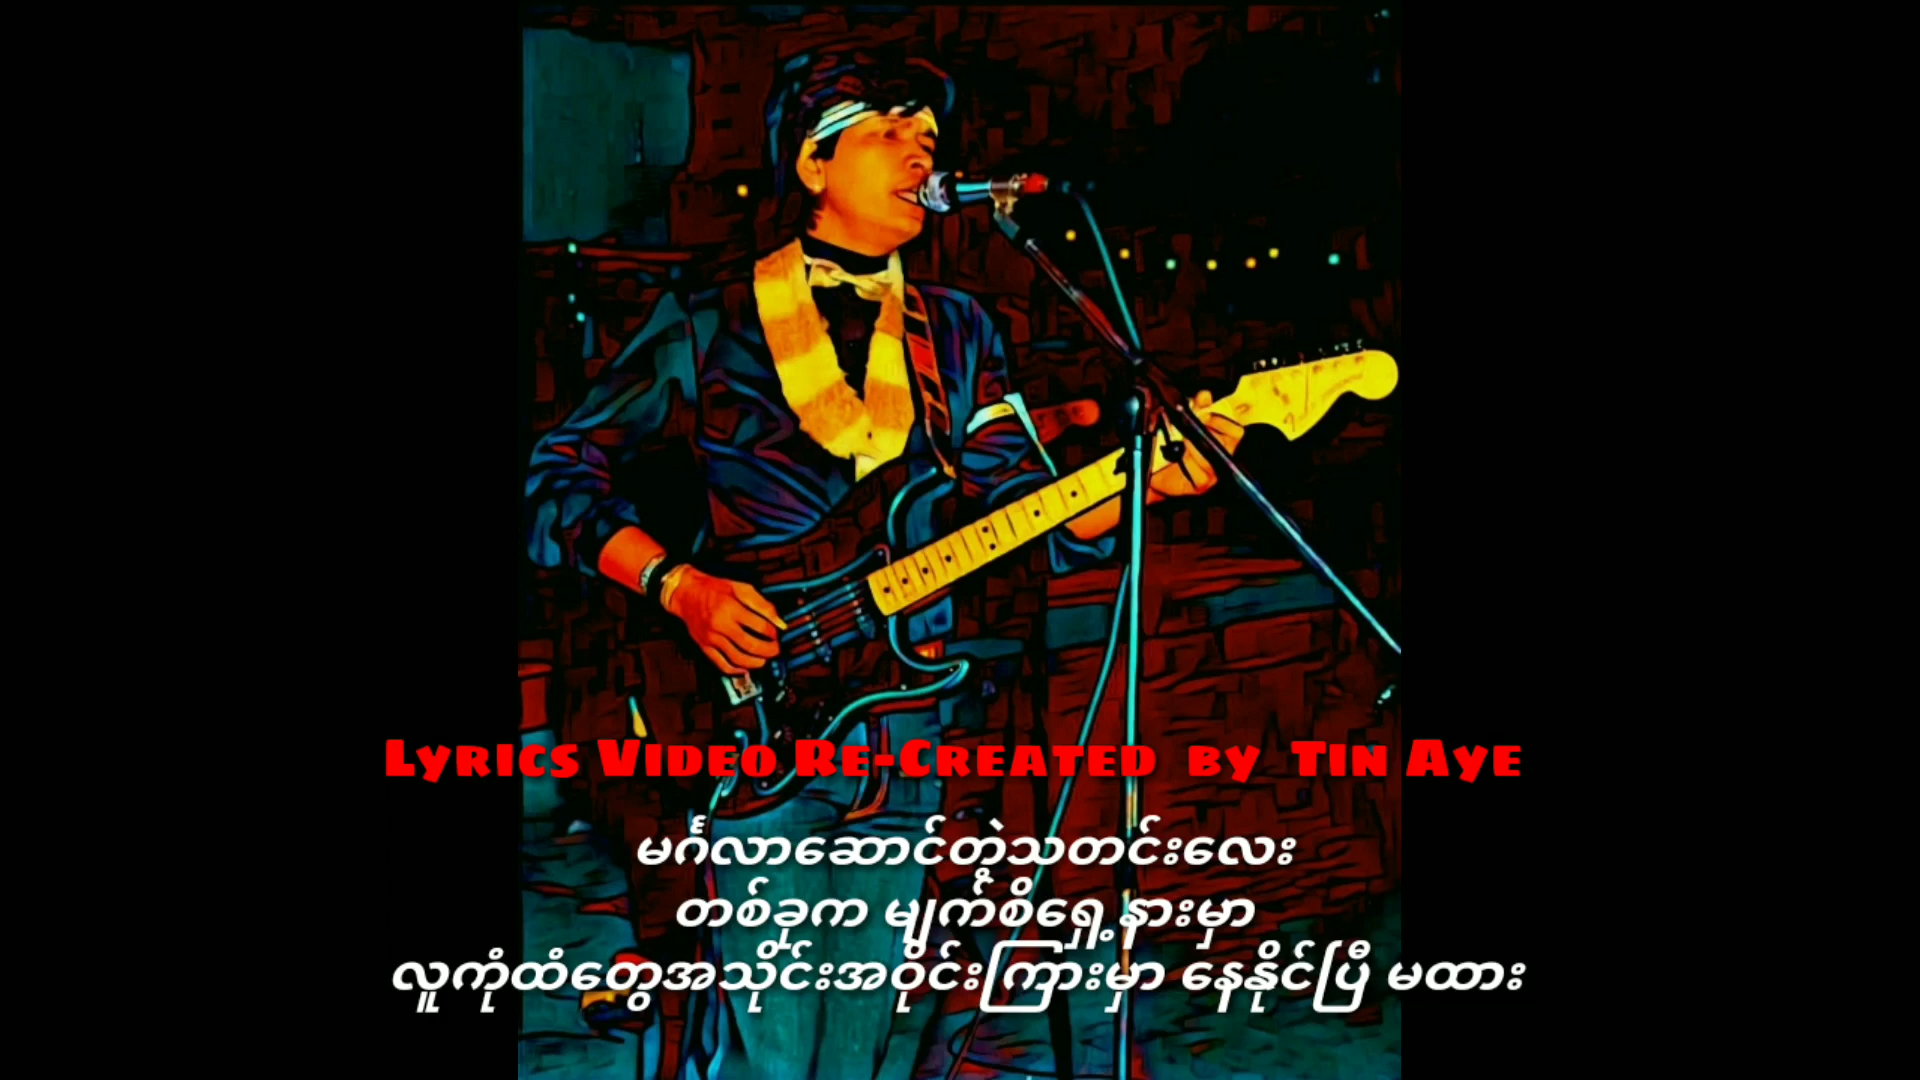 Lyrics Video Re-Created by Tin Aye
မင်္ဂလာဆောင်တဲ့သတင်းလေး
တစ်ခုက မျက်စိရှေ့နားမှာ
လူကုံထံတွေအသိုင်းအဝိုင်းကြားမှာ နေနိုင်ပြီ မထား